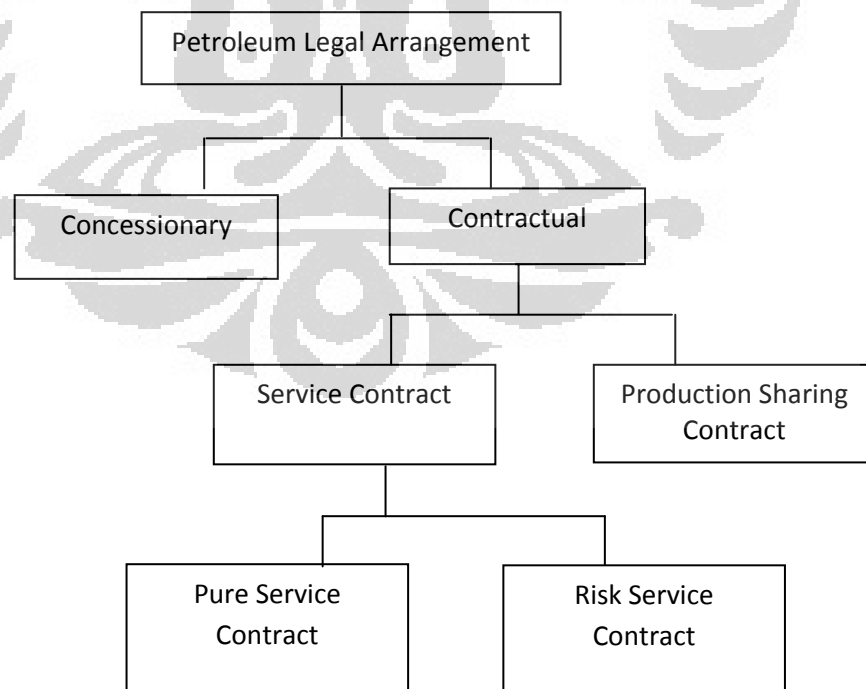 Petroleum Legal Arrangement
Concessionary
Contractual
Service Contract
Production Sharing
Contract
Pure Service
Contract
Risk Service
Contract